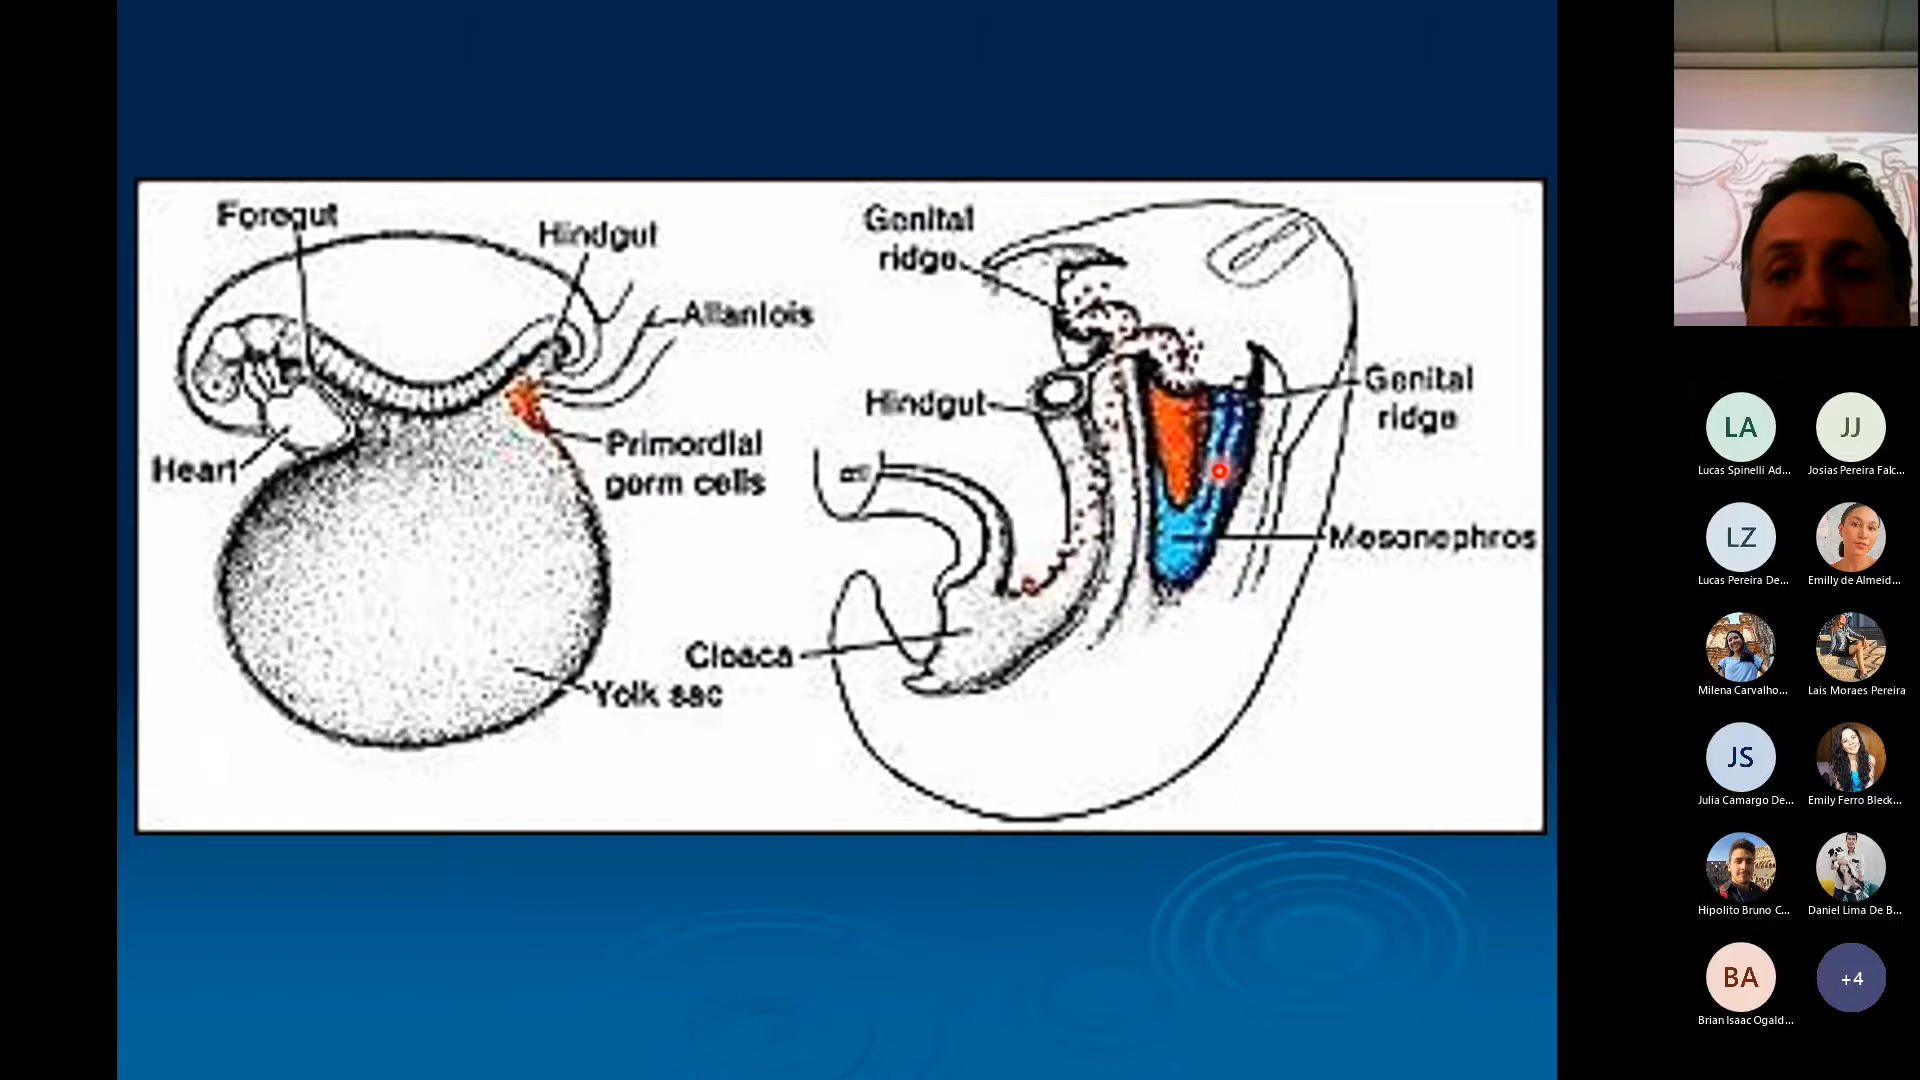 Foregut
Hindgut
Allantois
Heart
Primordial
germ cells
Yolk sac
Genital
ridge
Hindgut
Genital
ridge
Mesonephros
Cloaca
LA
JJ
Lucas Spinelli Ad...
Josias Pereira Falc...
LZ
Lucas Pereira De...
Emilly de Almeid...
Milena Carvalho...
Lais Moraes Pereira
JS
Julia Camargo De...
Emily Ferro Bleck...
Hipolito Bruno C...
Daniel Lima De B...
BA
+4
Brian Isaac Ogald...